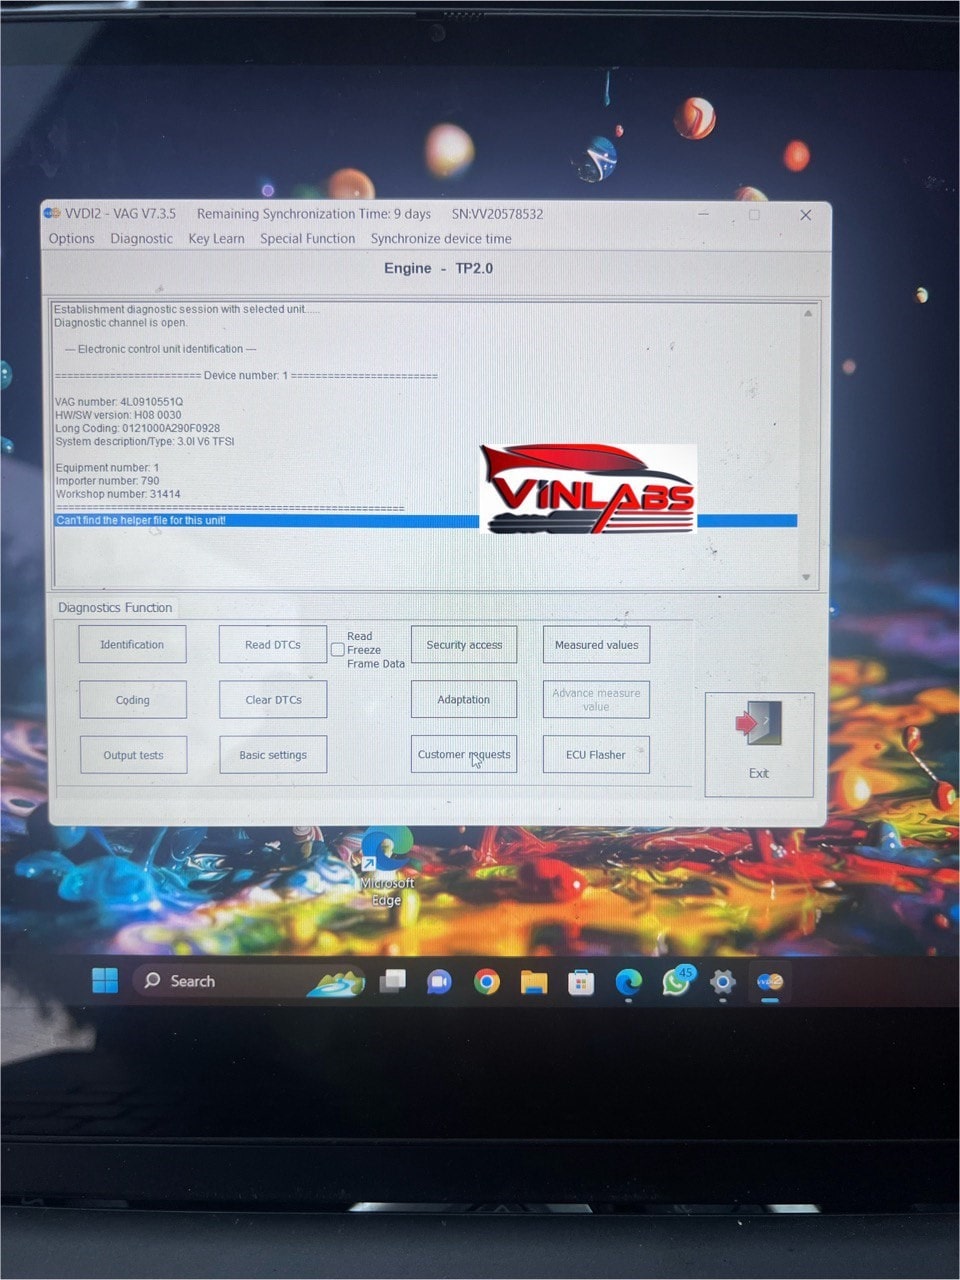 VVDI2 - VAG V7.3.5 Remaining Synchronization Time: 9 days SN:VV20578532
Options Diagnostic Key Learn Special Function Synchronize device time
Engine - TP2.0
Establishment diagnostic session with selected unit.....
Diagnostic channel is open.
--- Electronic control unit identification ---
======================== Device number: 1 ========================
VAG number: 4L0910551Q
HW/SW version: H08 0030
Long Coding: 0121000A290F0928
System description/Type: 3.0l V6 TFSI
Equipment number: 1
Importer number: 790
Workshop number: 31414
==========================================================
Can't find the helper file for this unit!
VINLABS
Diagnostics Function
Identification Read DTCs Read Freeze Frame Data Security access Measured values
Coding Clear DTCs Adaptation Advance measure value
Output tests Basic settings Customer requests ECU Flasher
Exit
Microsoft
Edge
Search
45
VVDI2